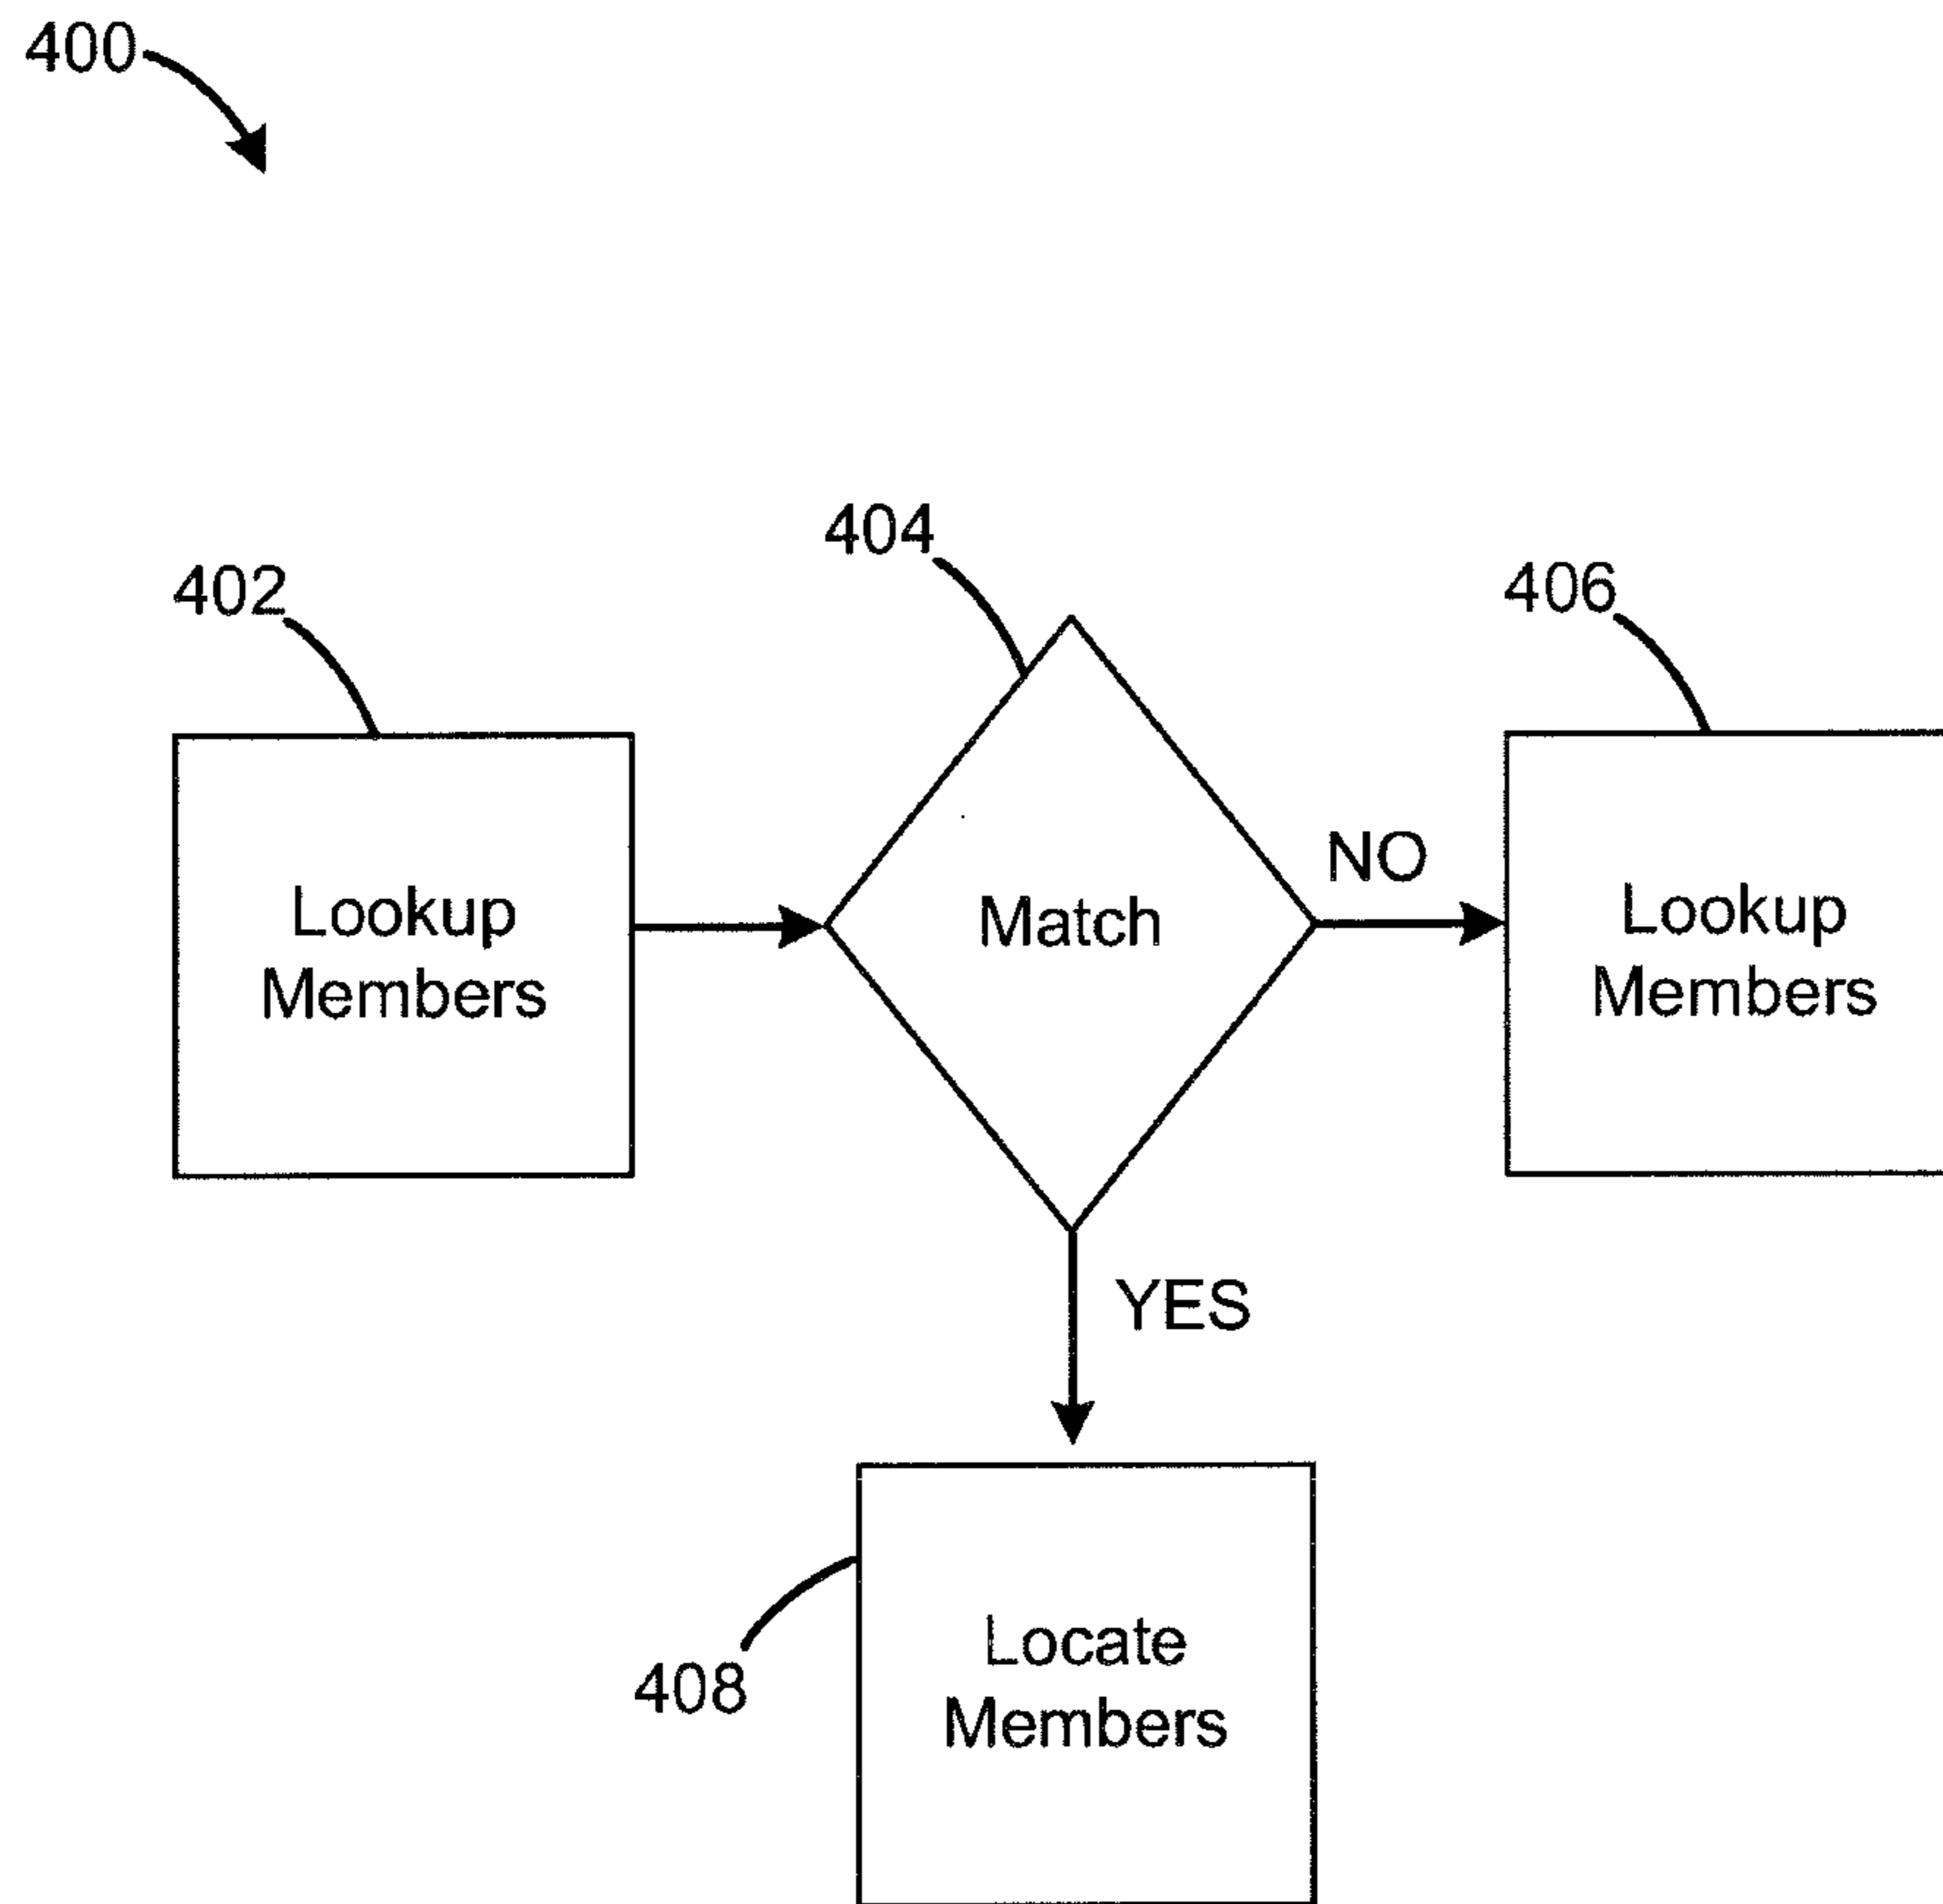 400
404
402
406
Lookup
Members
Match
NO
Lookup
Members
YES
Locate
Members
408